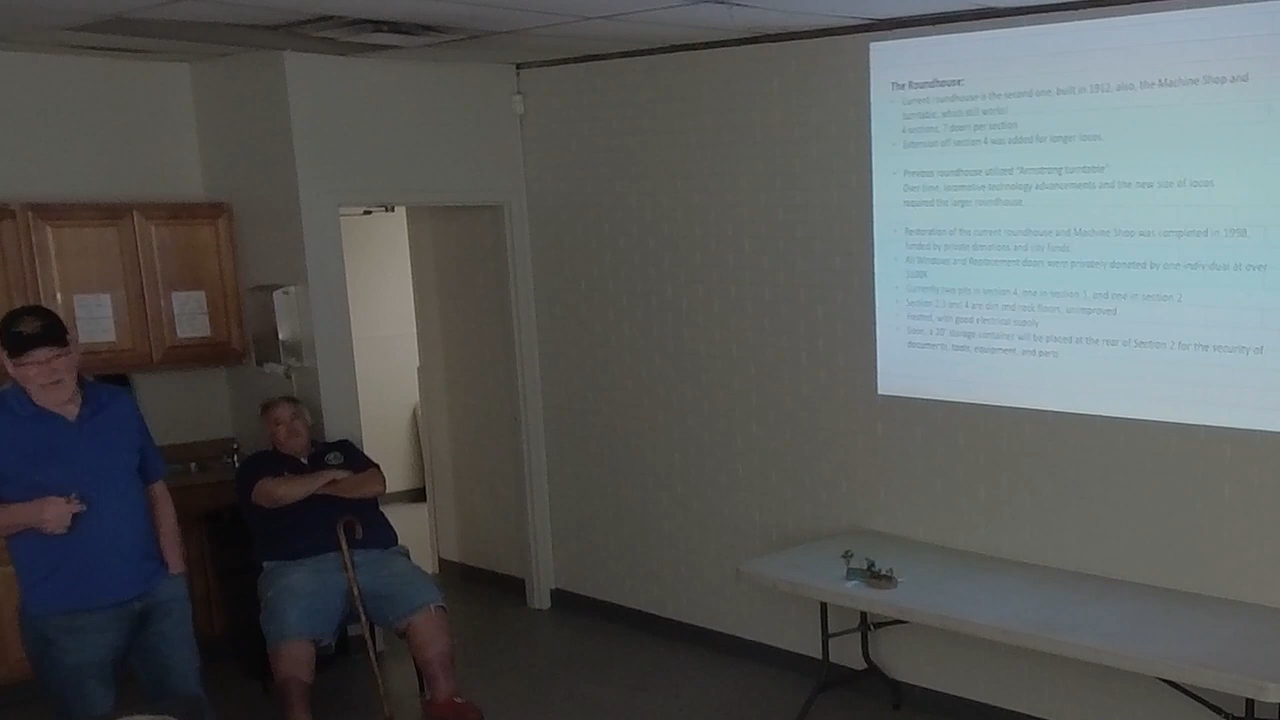 The Roundhouse:
Current roundhouse is the second one, built in 1912, also, the Machine Shop and
turntable, which still works!
4 sections, 7 doors per section
Extension off section 4 was added for longer locos.
Previous roundhouse utilized "Armstrong turntable"
Over time, locomotive technology advancements and the new size of locos
required the larger roundhouse.
Restoration of the current roundhouse and Machine Shop was completed in 1998,
funded by private donations and city funds.
All Windows and Replacement doors were privately donated by one individual at over
Currently two pits in section 4, one in section 1, and one in section 2
Section 2,3 and 4 are dirt and rock floors, unimproved
Heated, with good electrical supply
Soon, a 20' storage container will be placed at the rear of Section 2 for the security of
documents, tools, equipment, and parts